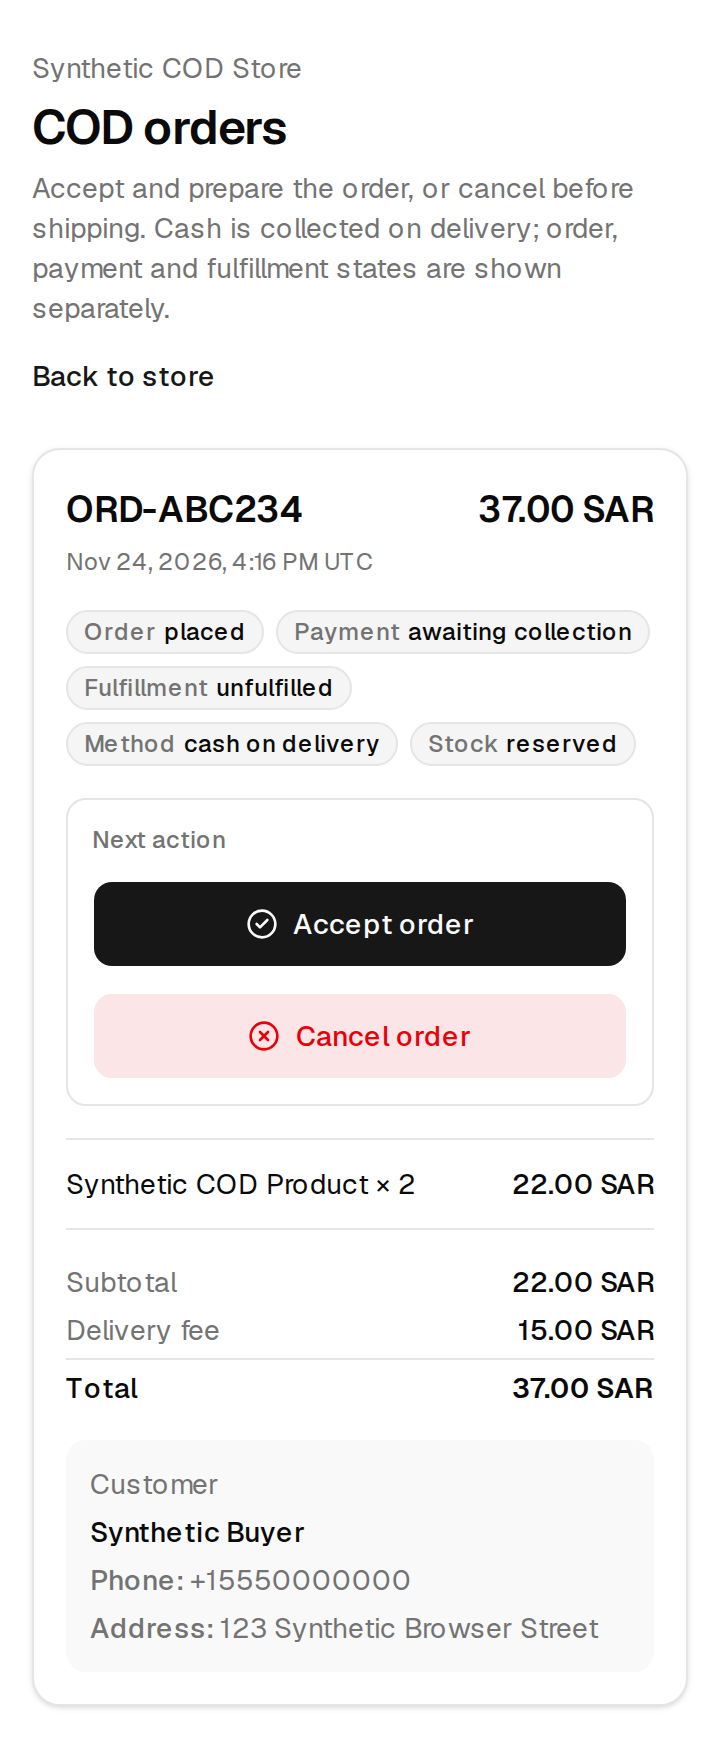 Synthetic COD Store
COD orders
Accept and prepare the order, or cancel before
shipping. Cash is collected on delivery; order,
payment and fulfillment states are shown
separately.
Back to store
ORD-ABC234 37.00 SAR
Nov 24, 2026, 4:16 PM UTC
Order placed Payment awaiting collection
Fulfillment unfulfilled
Method cash on delivery Stock reserved
Next action
Accept order
Cancel order
Synthetic COD Product × 2 22.00 SAR
Subtotal 22.00 SAR
Delivery fee 15.00 SAR
Total 37.00 SAR
Customer
Synthetic Buyer
Phone: +15550000000
Address: 123 Synthetic Browser Street